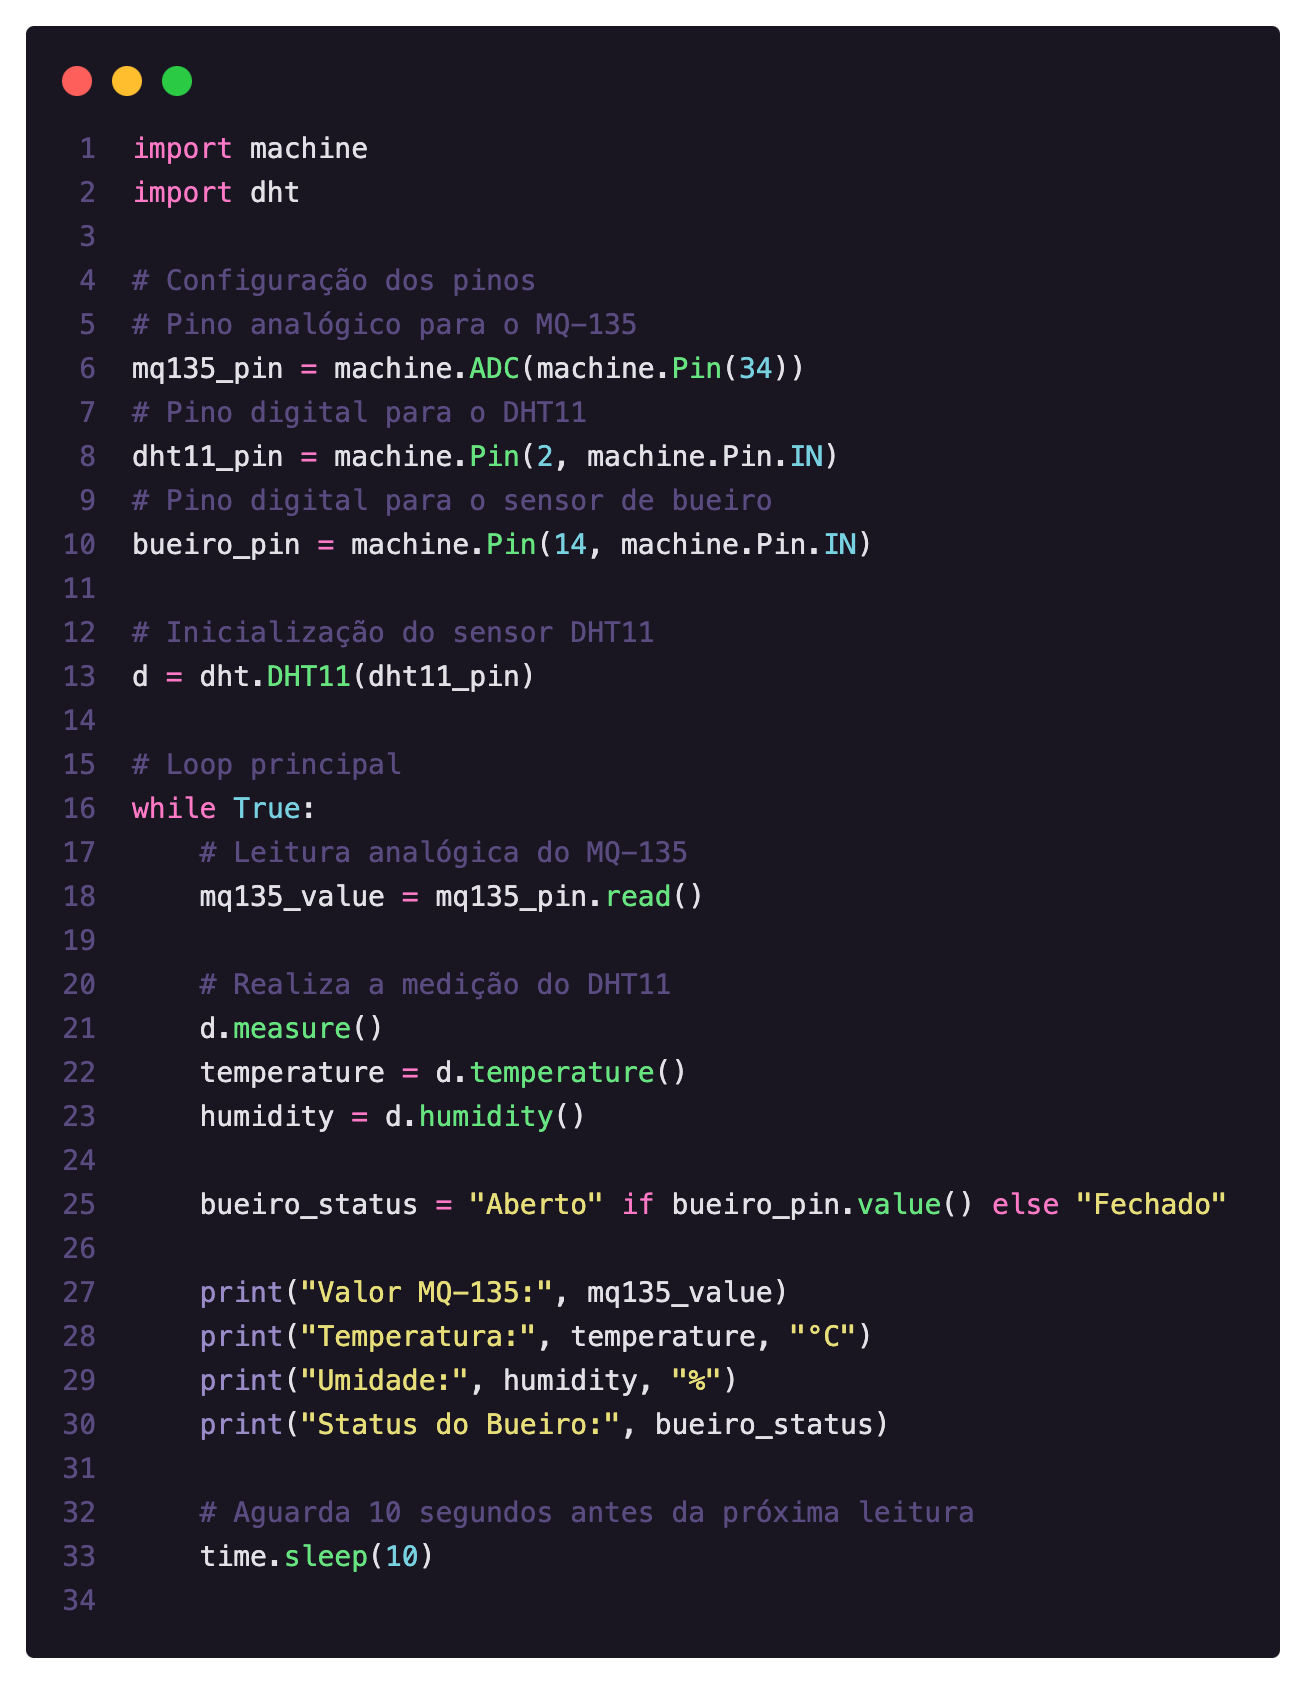 1 import machine
2 import dht
3
4 # Configuração dos pinos
5 # Pino analógico para o MQ-135
6 mq135_pin = machine.ADC(machine.Pin(34))
7 # Pino digital para o DHT11
8 dht11_pin = machine.Pin(2, machine.Pin.IN)
9 # Pino digital para o sensor de bueiro
10 bueiro_pin = machine.Pin(14, machine.Pin.IN)
11
12 # Inicialização do sensor DHT11
13 d = dht.DHT11(dht11_pin)
14
15 # Loop principal
16 while True:
17     # Leitura analógica do MQ-135
18     mq135_value = mq135_pin.read()
19
20     # Realiza a medição do DHT11
21     d.measure()
22     temperature = d.temperature()
23     humidity = d.humidity()
24
25     bueiro_status = "Aberto" if bueiro_pin.value() else "Fechado"
26
27     print("Valor MQ-135:", mq135_value)
28     print("Temperatura:", temperature, "°C")
29     print("Umidade:", humidity, "%")
30     print("Status do Bueiro:", bueiro_status)
31
32     # Aguarda 10 segundos antes da próxima leitura
33     time.sleep(10)
34